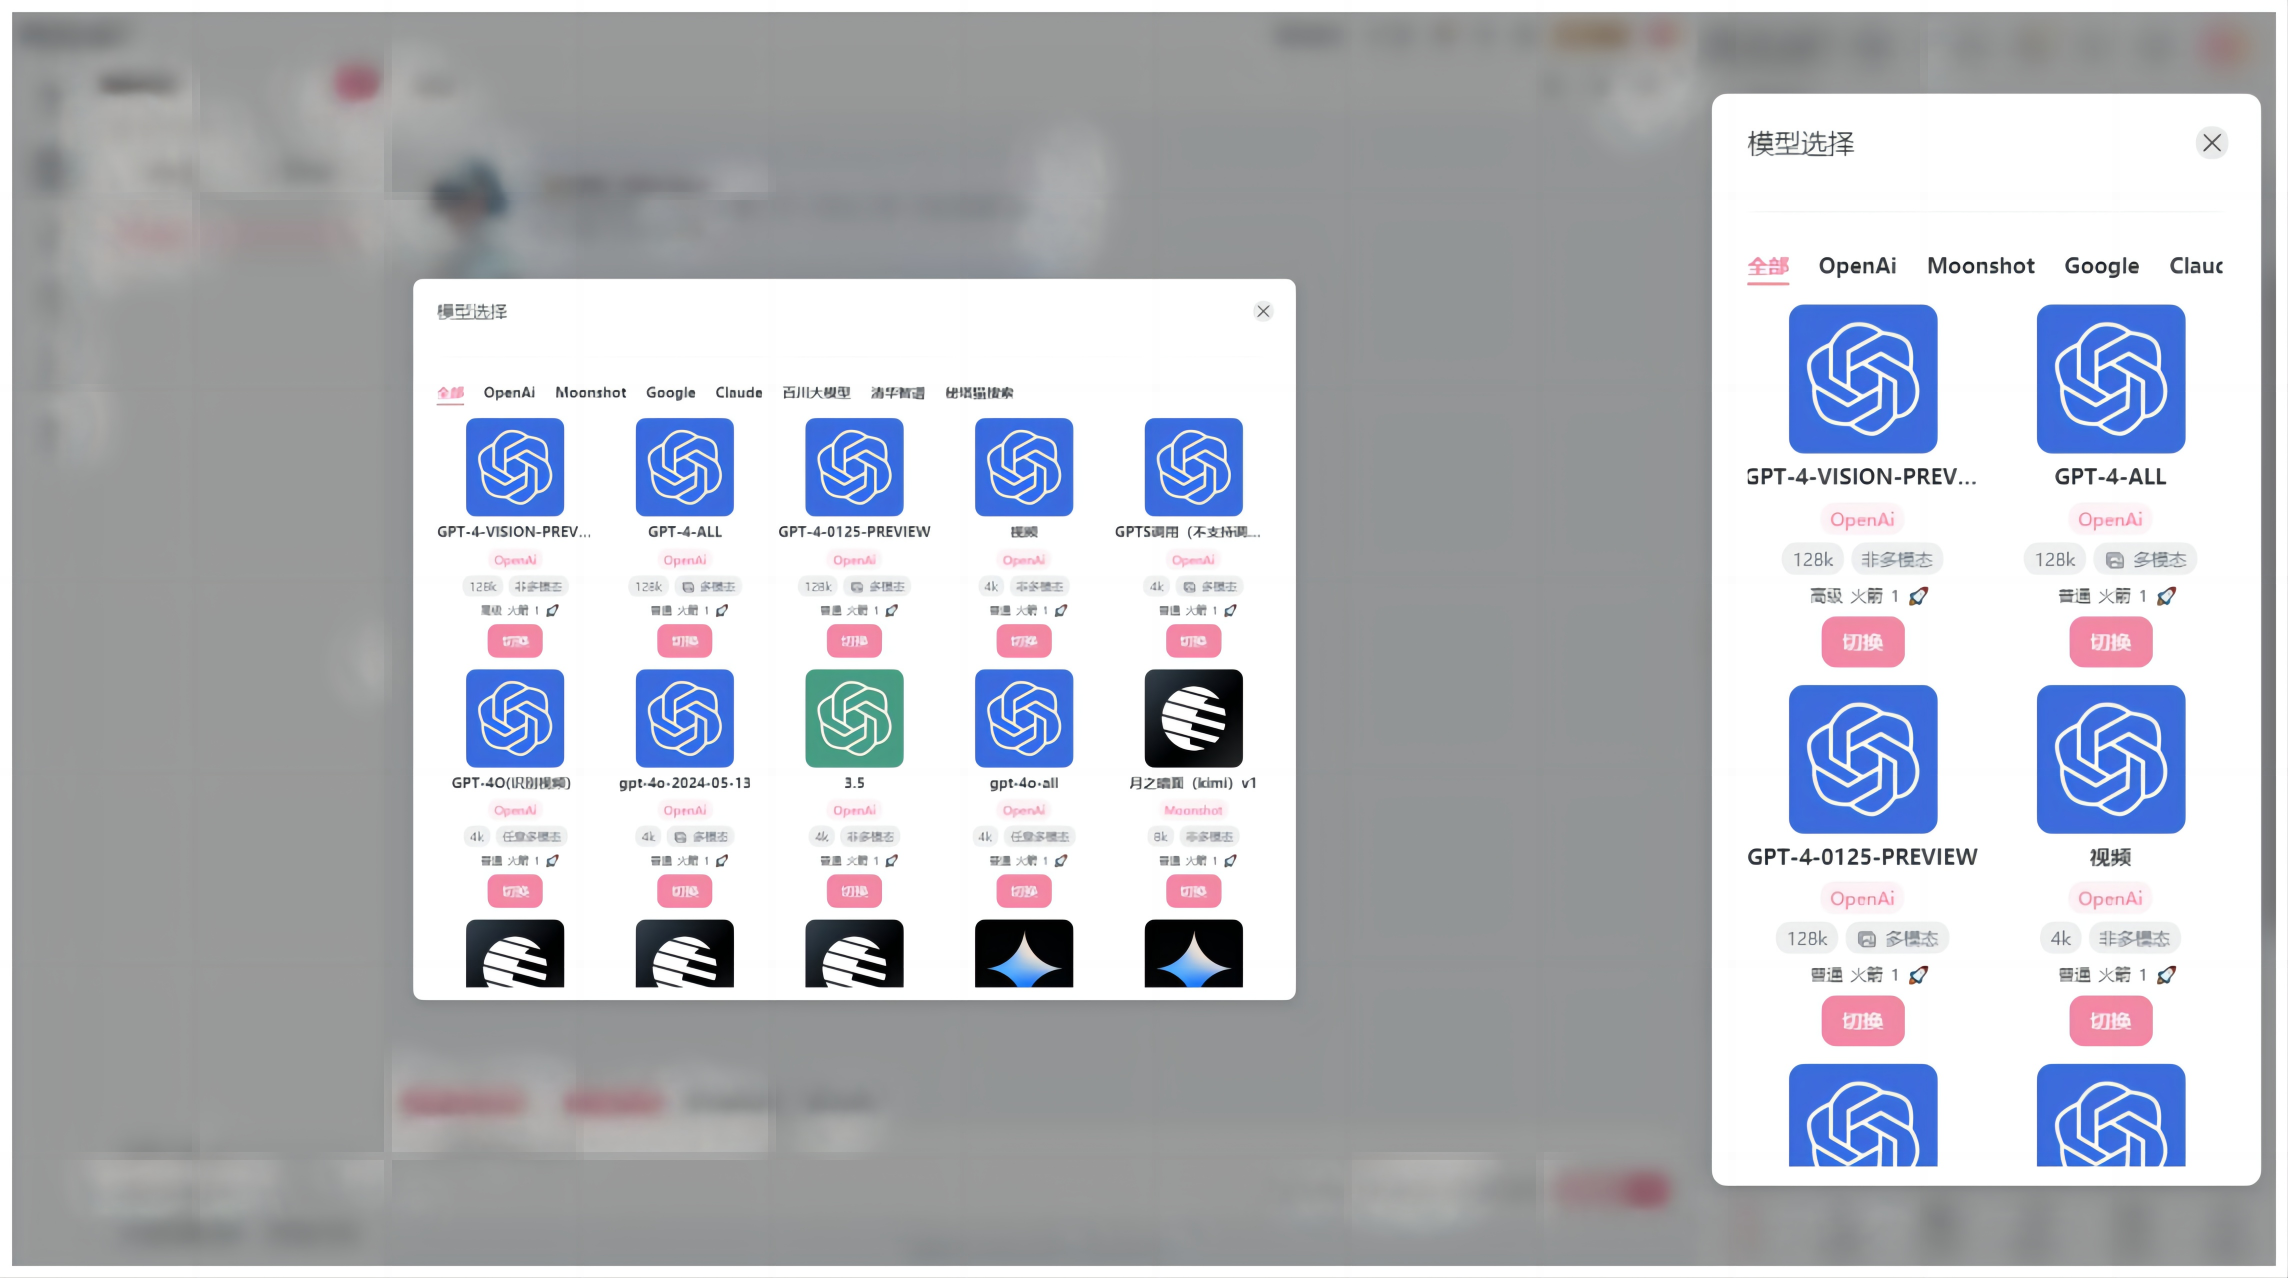 模型选择
全部 OpenAi Moonshot Google Claude 百川大模型 清华智谱 秘塔猫搜索
GPT-4-VISION-PREV... GPT-4-ALL GPT-4-0125-PREVIEW 视频 GPTS调用（不支持调...
OpenAi OpenAi OpenAi OpenAi OpenAi
128k 非多模态 128k 多模态 128k 多模态 4k 非多模态 4k 多模态
高级 火箭 1 普通 火箭 1 普通 火箭 1 普通 火箭 1 普通 火箭 1
切换 切换 切换 切换 切换
GPT-4O(识别视频) gpt-4o-2024-05-13 3.5 gpt-4o-all 月之暗面（kimi）v1
OpenAi OpenAi OpenAi OpenAi Moonshot
4k 任意多模态 4k 多模态 4k 非多模态 4k 任意多模态 8k 非多模态
普通 火箭 1 普通 火箭 1 普通 火箭 1 普通 火箭 1 普通 火箭 1
切换 切换 切换 切换 切换
模型选择
全部 OpenAi Moonshot Google Clauc
GPT-4-VISION-PREV... GPT-4-ALL
OpenAi OpenAi
128k 非多模态 128k 多模态
高级 火箭 1 普通 火箭 1
切换 切换
GPT-4-0125-PREVIEW 视频
OpenAi OpenAi
128k 多模态 4k 非多模态
普通 火箭 1 普通 火箭 1
切换 切换